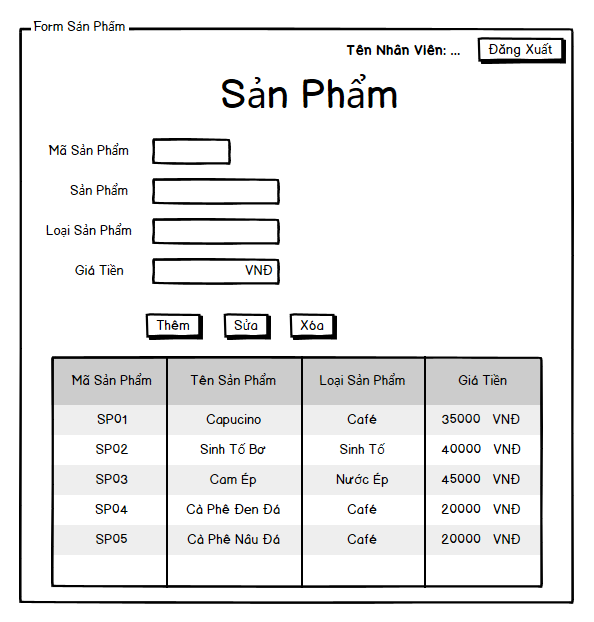 Form Sản Phẩm
Tên Nhân Viên: ... Đăng Xuất
Sản Phẩm
Mã Sản Phẩm
Sản Phẩm
Loại Sản Phẩm
Giá Tiền VNĐ
Thêm Sửa Xóa
Mã Sản Phẩm Tên Sản Phẩm Loại Sản Phẩm Giá Tiền
SP01 Capucino Café 35000 VNĐ
SP02 Sinh Tố Bơ Sinh Tố 40000 VNĐ
SP03 Cam Ép Nước Ép 45000 VNĐ
SP04 Cà Phê Đen Đá Café 20000 VNĐ
SP05 Cà Phê Nâu Đá Café 20000 VNĐ